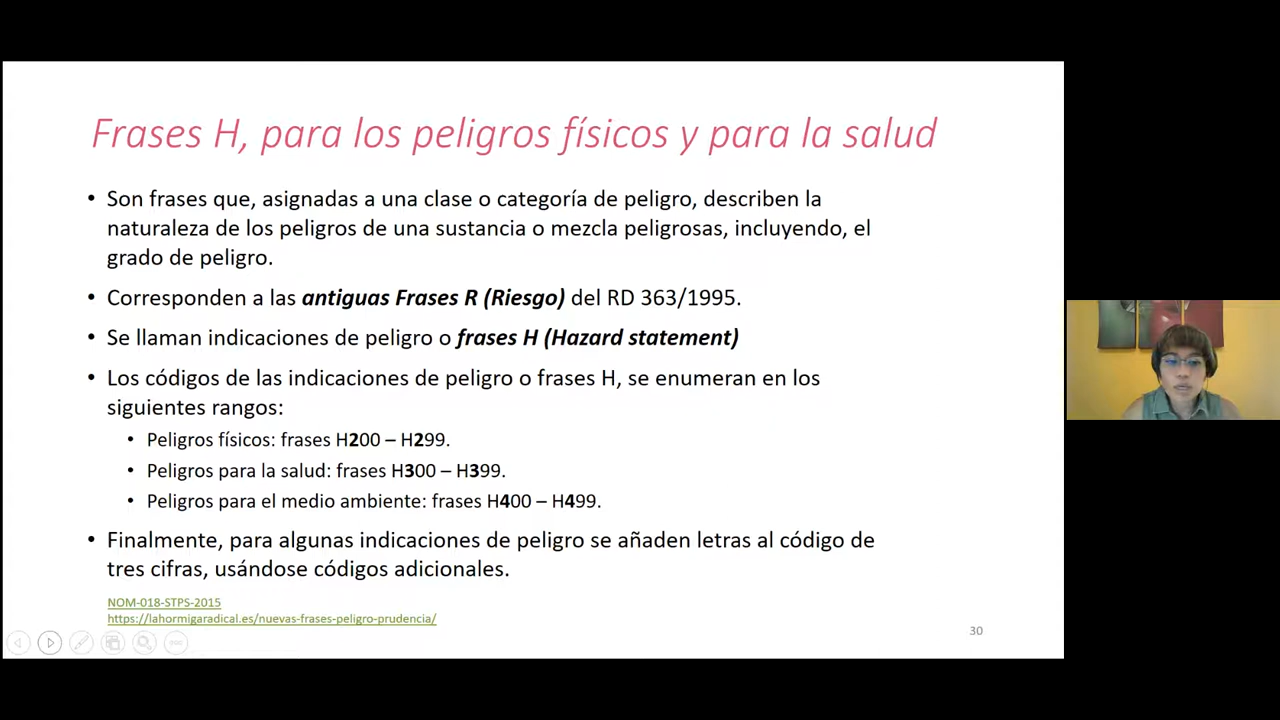 Frases H, para los peligros físicos y para la salud
• Son frases que, asignadas a una clase o categoría de peligro, describen la
naturaleza de los peligros de una sustancia o mezcla peligrosas, incluyendo, el
grado de peligro.
• Corresponden a las antiguas Frases R (Riesgo) del RD 363/1995.
• Se llaman indicaciones de peligro o frases H (Hazard statement)
• Los códigos de las indicaciones de peligro o frases H, se enumeran en los
siguientes rangos:
• Peligros físicos: frases H200 – H299.
• Peligros para la salud: frases H300 – H399.
• Peligros para el medio ambiente: frases H400 – H499.
• Finalmente, para algunas indicaciones de peligro se añaden letras al código de
tres cifras, usándose códigos adicionales.
NOM-018-STPS-2015
https://lahormigaradical.es/nuevas-frases-peligro-prudencia/
30